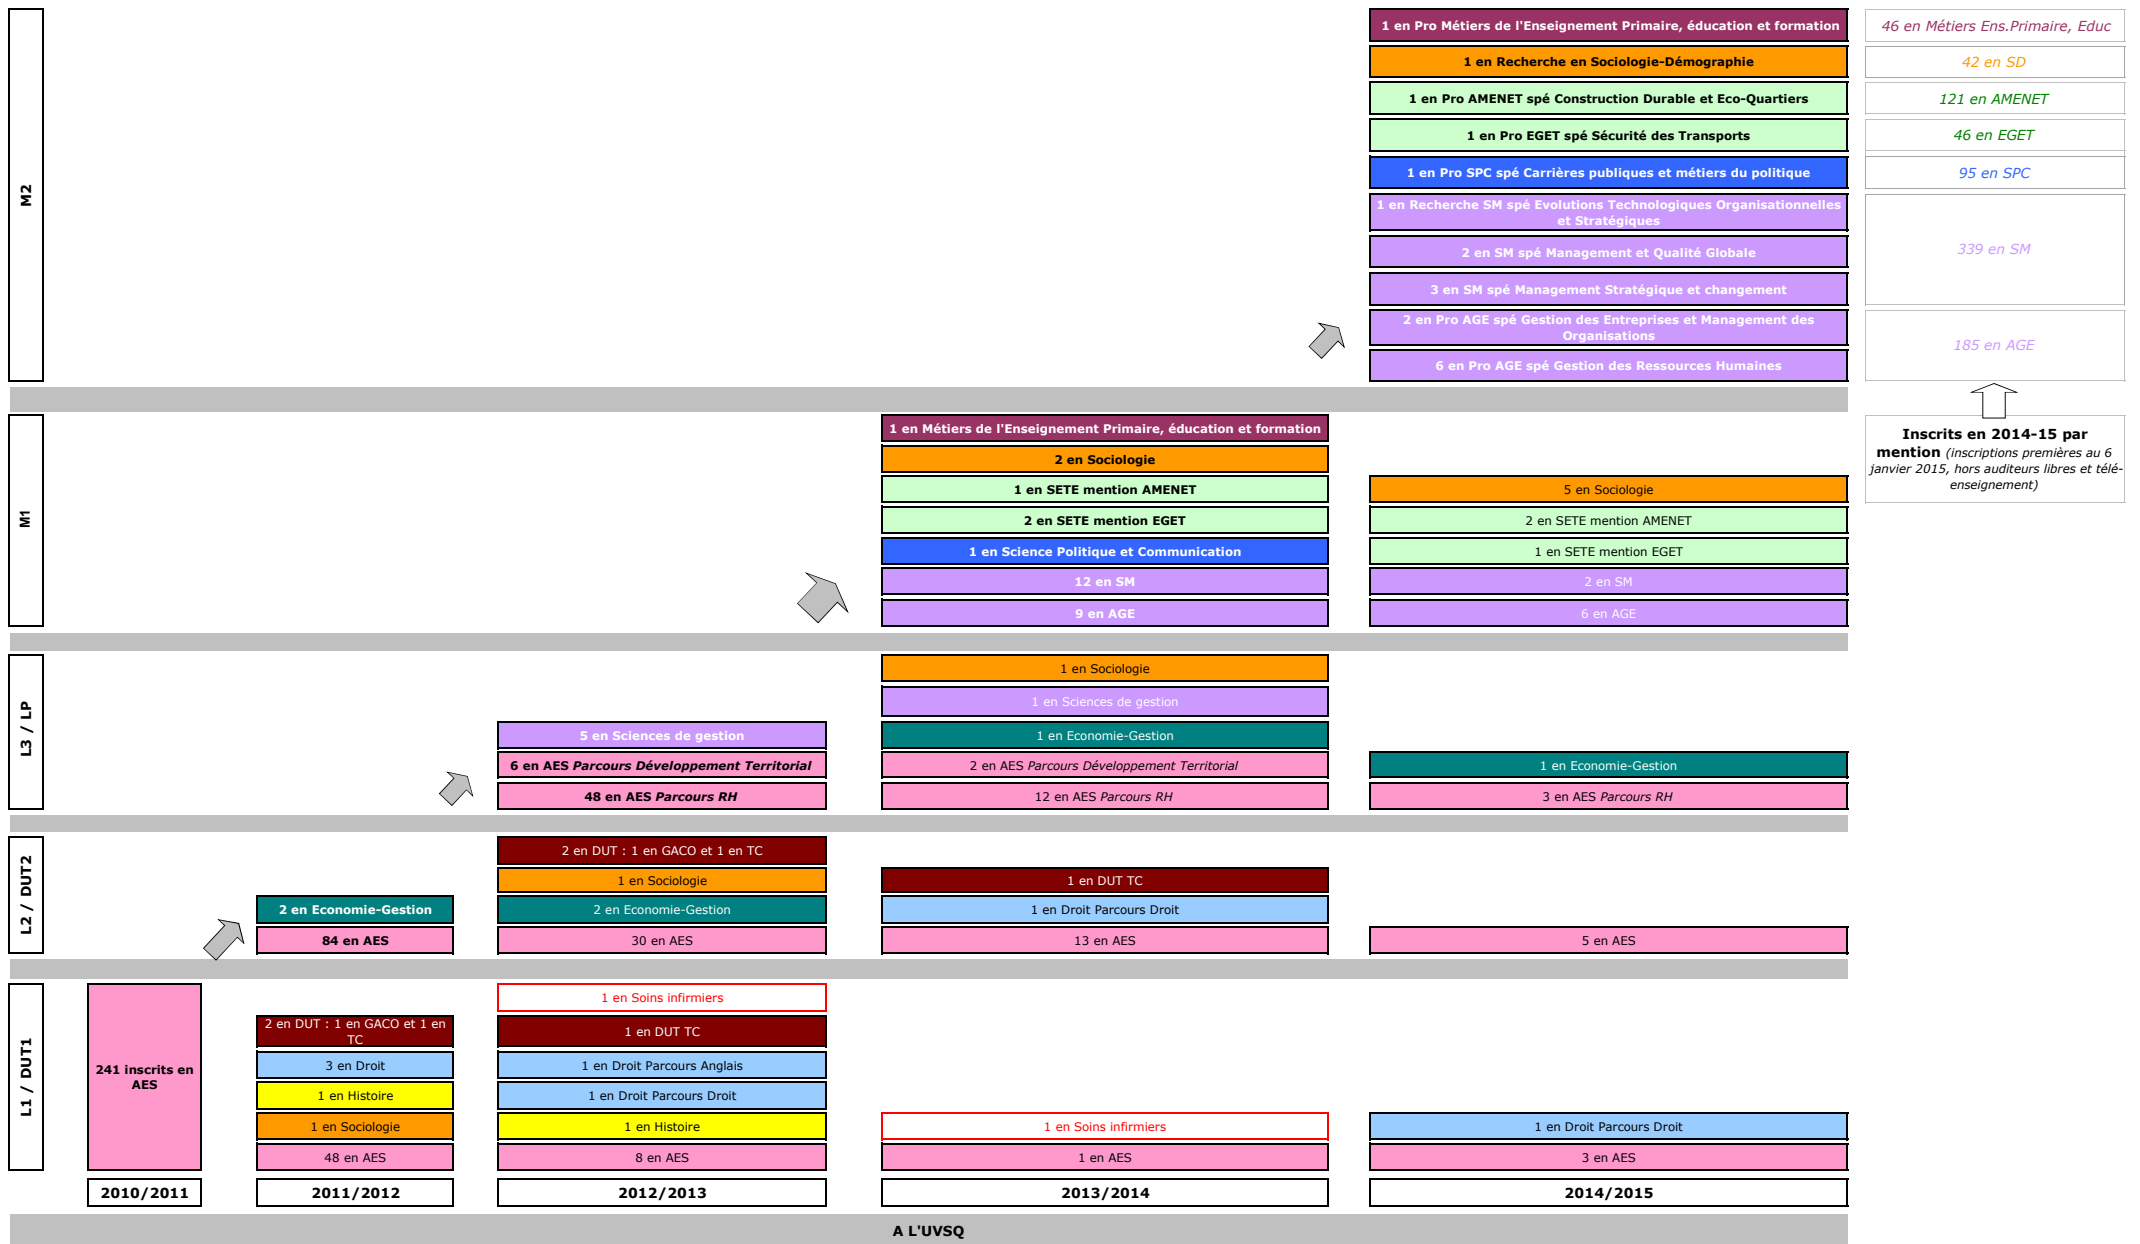 M2
1 en Pro Métiers de l'Enseignement Primaire, éducation et formation
46 en Métiers Ens.Primaire, Educ
1 en Recherche en Sociologie-Démographie
42 en SD
1 en Pro AMENET spé Construction Durable et Eco-Quartiers
121 en AMENET
1 en Pro EGET spé Sécurité des Transports
46 en EGET
1 en Pro SPC spé Carrières publiques et métiers du politique
95 en SPC
1 en Recherche SM spé Evolutions Technologiques Organisationnelles
et Stratégiques
2 en SM spé Management et Qualité Globale
339 en SM
3 en SM spé Management Stratégique et changement
2 en Pro AGE spé Gestion des Entreprises et Management des
Organisations
185 en AGE
6 en Pro AGE spé Gestion des Ressources Humaines
Inscrits en 2014-15 par
mention (inscriptions premières au 6
janvier 2015, hors auditeurs libres et télé-
enseignement)
M1
1 en Métiers de l'Enseignement Primaire, éducation et formation
2 en Sociologie
1 en SETE mention AMENET
5 en Sociologie
2 en SETE mention EGET
2 en SETE mention AMENET
1 en Science Politique et Communication
1 en SETE mention EGET
12 en SM
2 en SM
9 en AGE
6 en AGE
L3 / LP
1 en Sociologie
1 en Sciences de gestion
5 en Sciences de gestion
1 en Economie-Gestion
6 en AES Parcours Développement Territorial
2 en AES Parcours Développement Territorial
1 en Economie-Gestion
48 en AES Parcours RH
12 en AES Parcours RH
3 en AES Parcours RH
L2 / DUT2
2 en DUT : 1 en GACO et 1 en TC
1 en Sociologie
1 en DUT TC
2 en Economie-Gestion
2 en Economie-Gestion
1 en Droit Parcours Droit
84 en AES
30 en AES
13 en AES
5 en AES
L1 / DUT1
241 inscrits en
AES
1 en Soins infirmiers
2 en DUT : 1 en GACO et 1 en
TC
1 en DUT TC
3 en Droit
1 en Droit Parcours Anglais
1 en Histoire
1 en Droit Parcours Droit
1 en Sociologie
1 en Histoire
1 en Soins infirmiers
1 en Droit Parcours Droit
48 en AES
8 en AES
1 en AES
3 en AES
2010/2011
2011/2012
2012/2013
2013/2014
2014/2015
A L'UVSQ